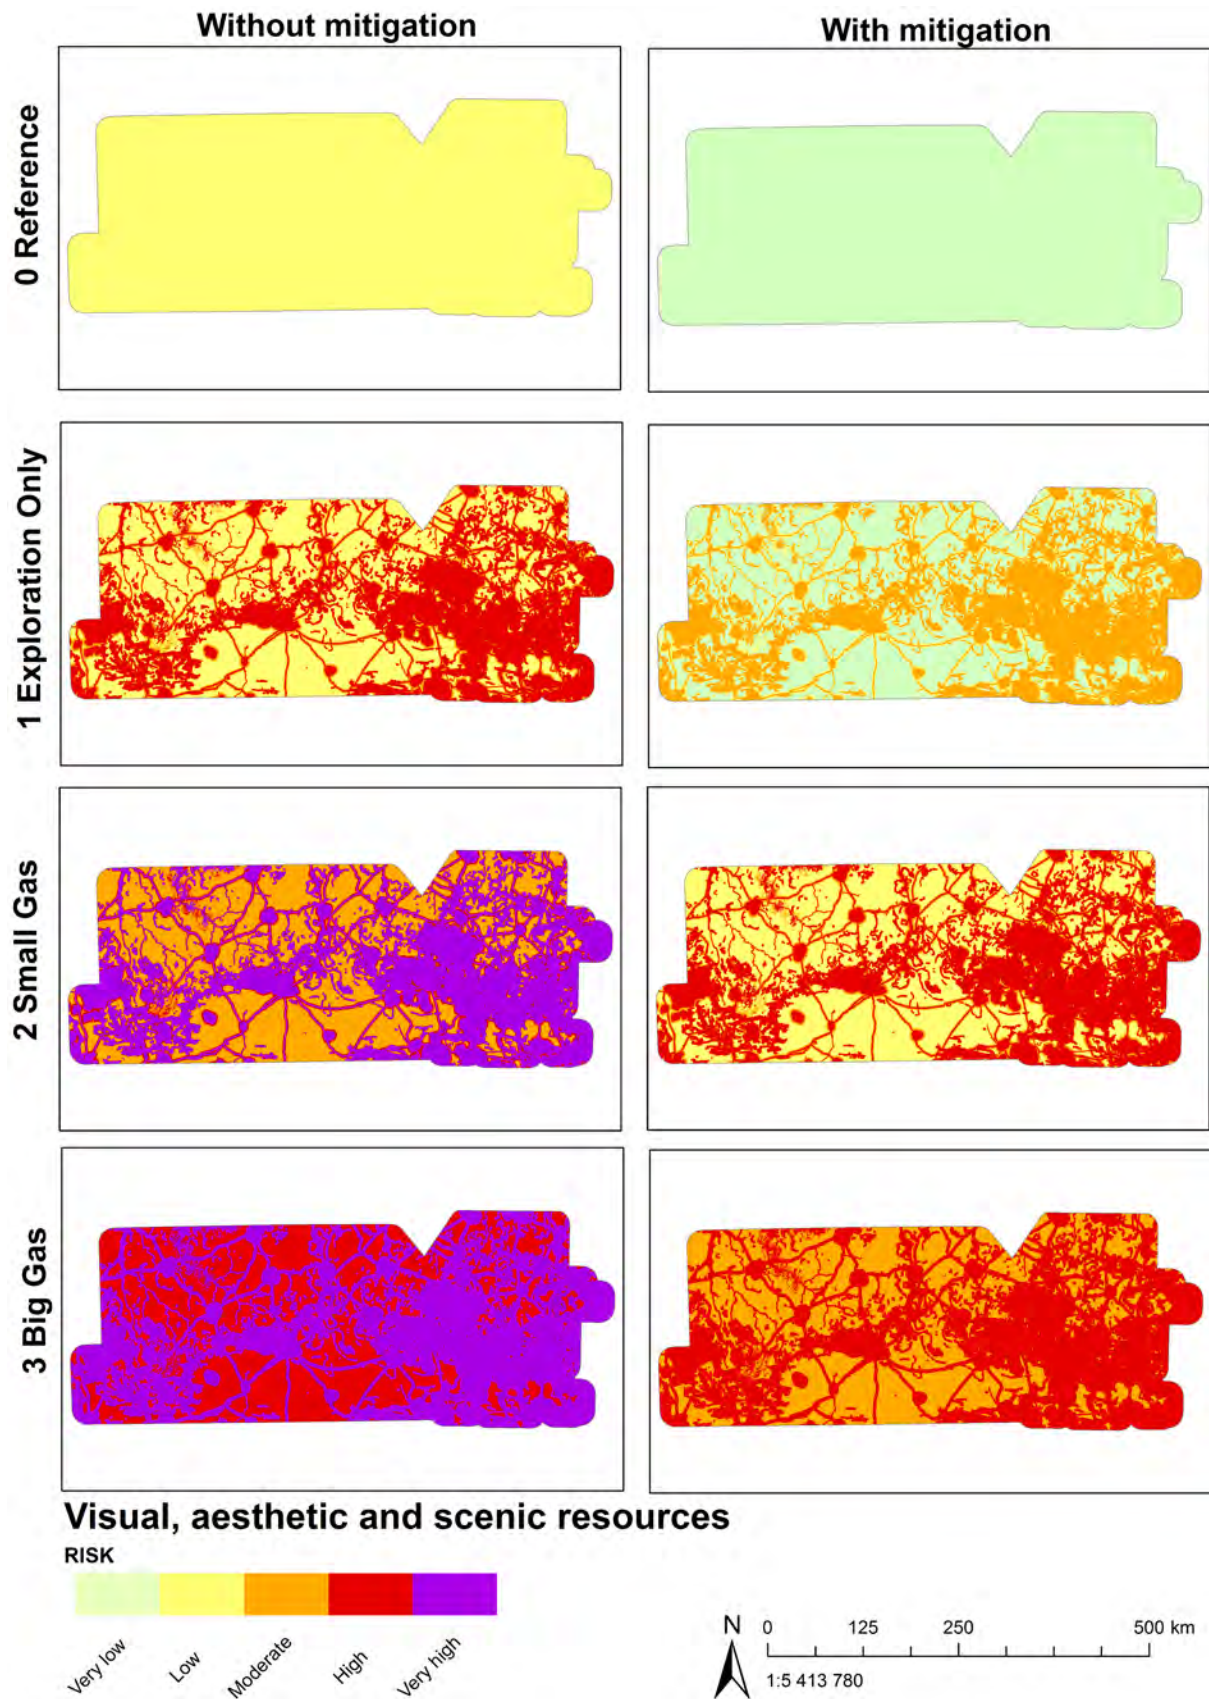 Without mitigation
With mitigation
0 Reference
1 Exploration Only
2 Small Gas
3 Big Gas
Visual, aesthetic and scenic resources
RISK
Very low
Low
Moderate
High
Very high
N
0 125 250 500 km
1:5 413 780